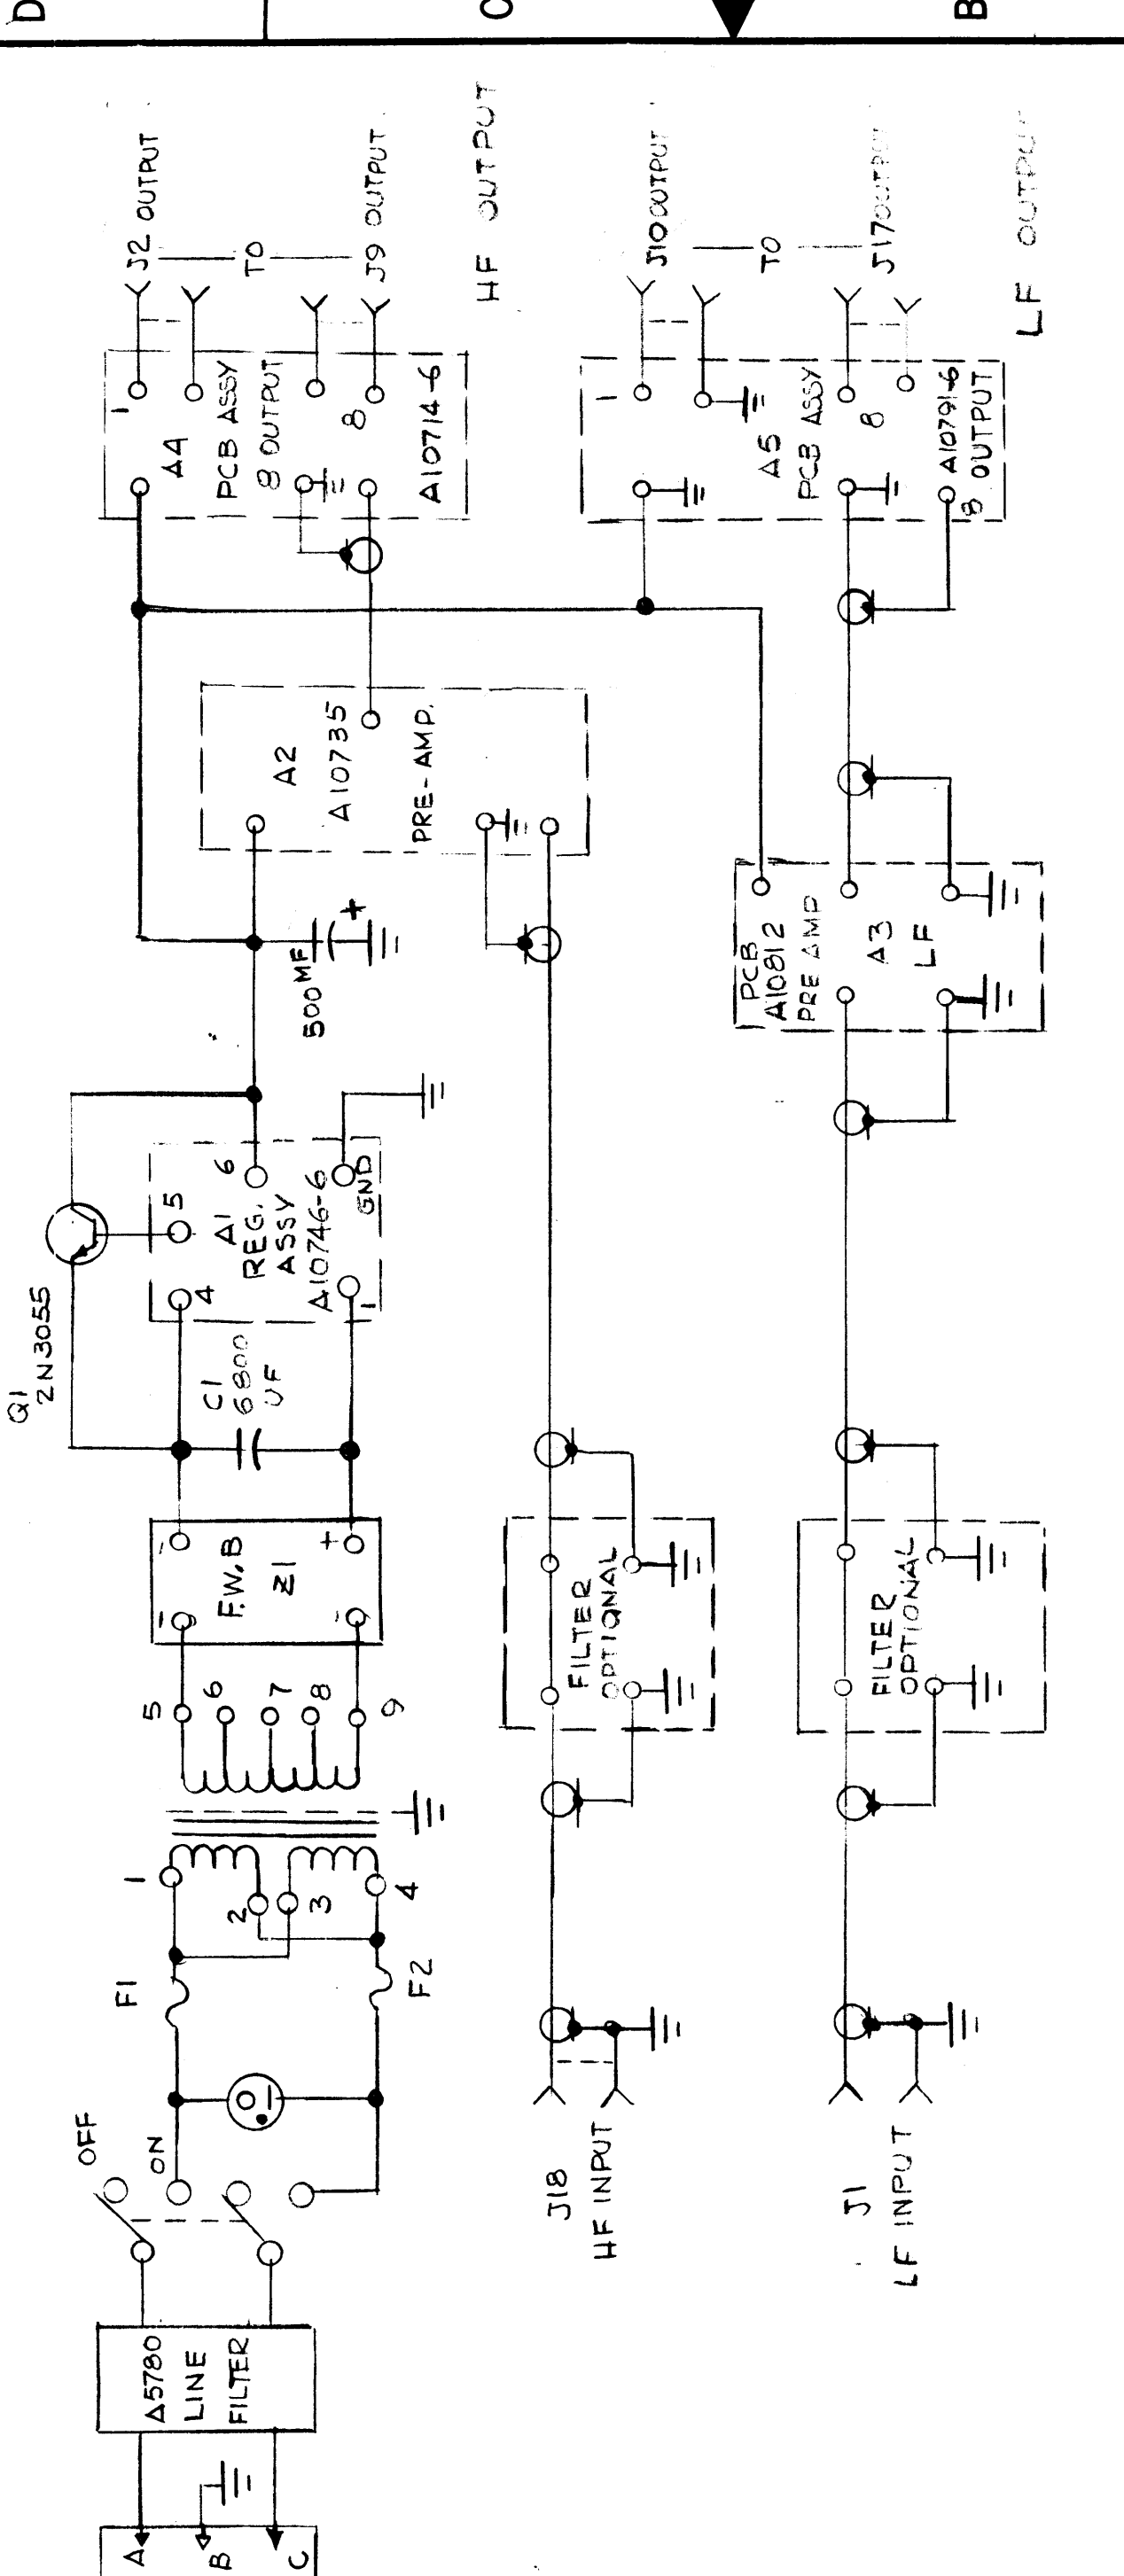 D
C
B
A
B
C
A5780
LINE
FILTER
OFF
ON
F1
F2
1
2
3
4
5
6
7
8
9
F.W.B
Z1
-
+
C1
6800
UF
Q1
2N3055
4
5
6
A1
REG.
ASSY
A10746-6
1
GND
500MF
+
A2
A10735
PRE-AMP.
1
A4
PCB ASSY
8 OUTPUT
8
A10714-6
J2 OUTPUT
TO
J9 OUTPUT
HF OUTPUT
J18
HF INPUT
FILTER
OPTIONAL
J1
LF INPUT
FILTER
OPTIONAL
PCB
A10812
PRE AMP
A3
LF
1
A5
PCB ASSY
8
A10791-6
8 OUTPUT
J10 OUTPUT
TO
J17 OUTPUT
LF OUTPUT